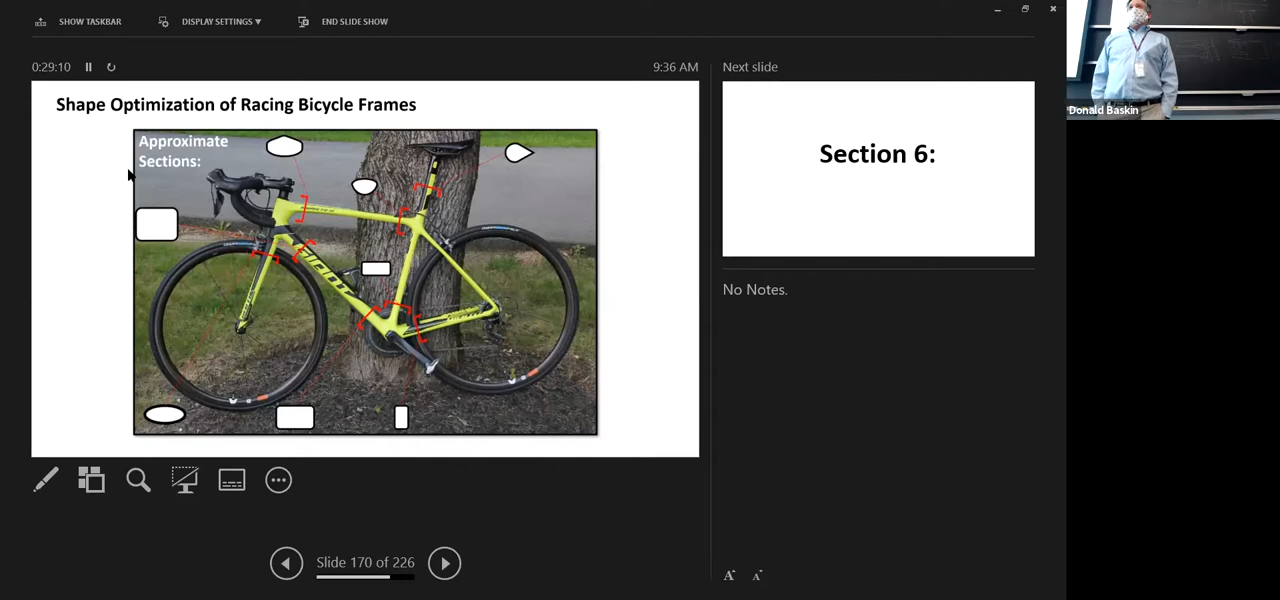 SHOW TASKBAR
DISPLAY SETTINGS ▼
END SLIDE SHOW
0:29:10
9:36 AM
Next slide
Shape Optimization of Racing Bicycle Frames
Approximate
Sections:
Section 6:
No Notes.
Slide 170 of 226
A
A
Donald Baskin